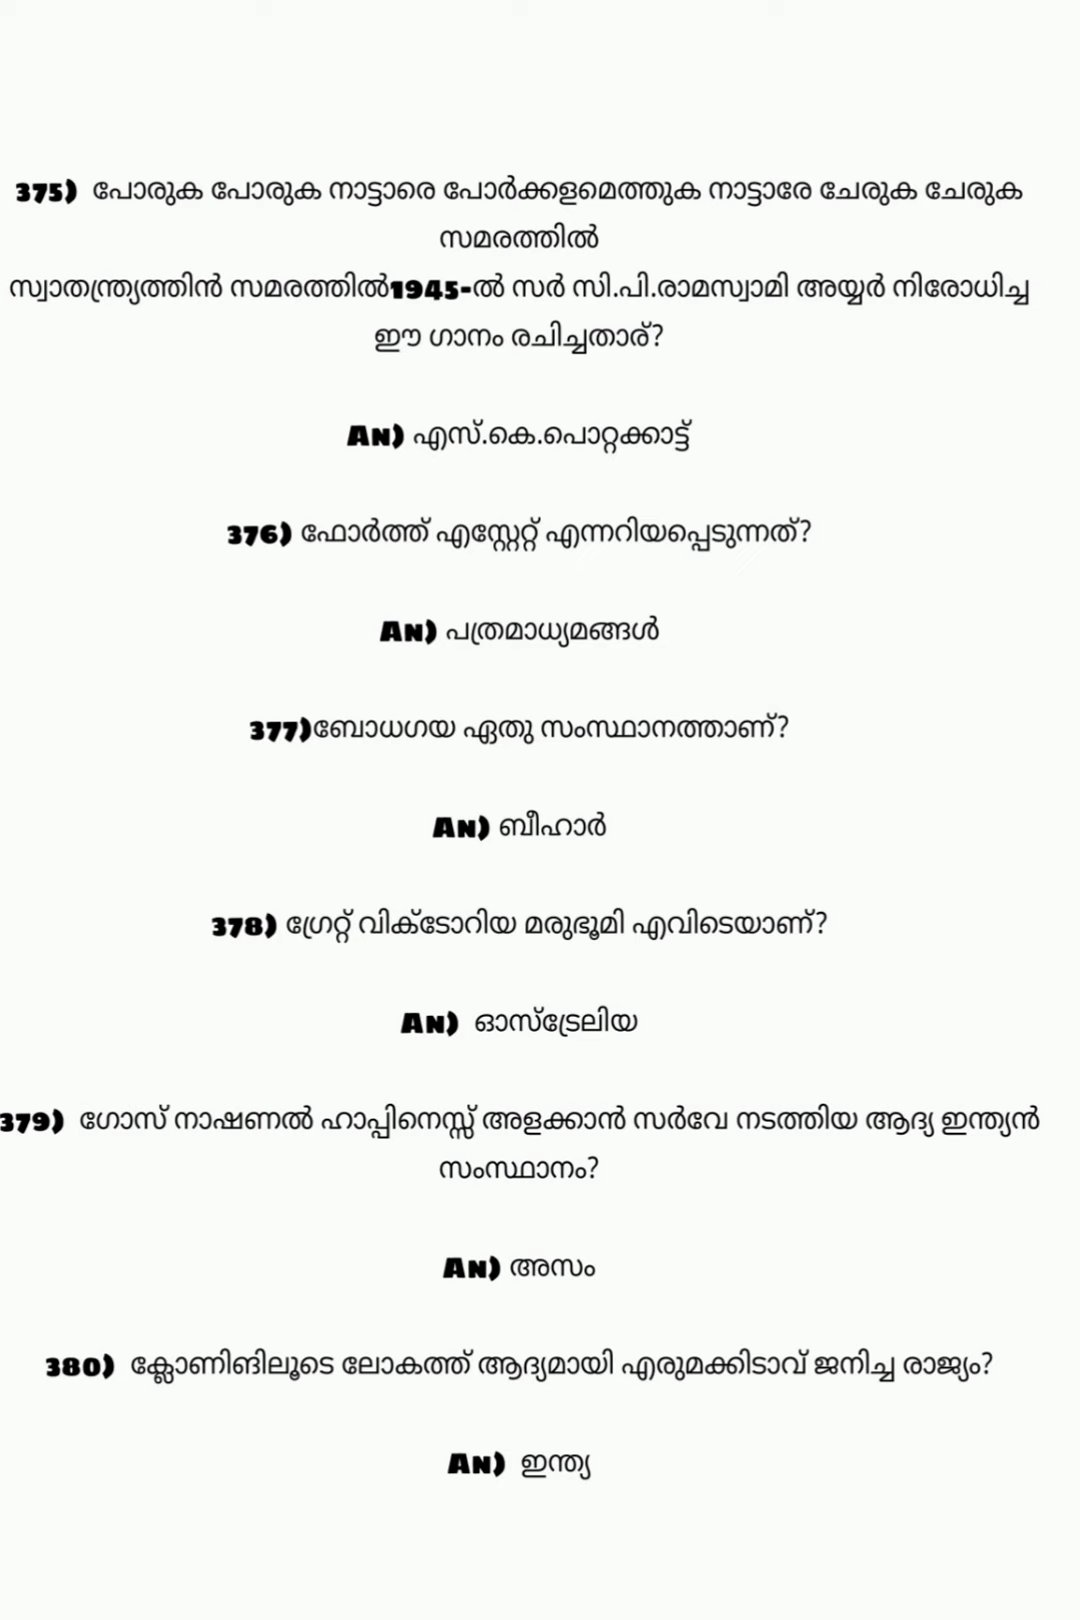 375) പോരുക പോരുക നാട്ടാരെ പോർക്കളമെത്തുക നാട്ടാരേ ചേരുക ചേരുക
സമരത്തിൽ
സ്വാതന്ത്ര്യത്തിൻ സമരത്തിൽ1945-ൽ സർ സി.പി.രാമസ്വാമി അയ്യർ നിരോധിച്ച
ഈ ഗാനം രചിച്ചതാര്?
An) എസ്.കെ.പൊറ്റക്കാട്ട്
376) ഫോർത്ത് എസ്റ്റേറ്റ് എന്നറിയപ്പെടുന്നത്?
An) പത്രമാധ്യമങ്ങൾ
377)ബോധഗയ ഏതു സംസ്ഥാനത്താണ്?
An) ബീഹാർ
378) ഗ്രേറ്റ് വിക്ടോറിയ മരുഭൂമി എവിടെയാണ്?
An) ഓസ്ട്രേലിയ
379) ഗോസ് നാഷണൽ ഹാപ്പിനെസ്സ് അളക്കാൻ സർവേ നടത്തിയ ആദ്യ ഇന്ത്യൻ
സംസ്ഥാനം?
An) അസം
380) ക്ലോണിങിലൂടെ ലോകത്ത് ആദ്യമായി എരുമക്കിടാവ് ജനിച്ച രാജ്യം?
An) ഇന്ത്യ